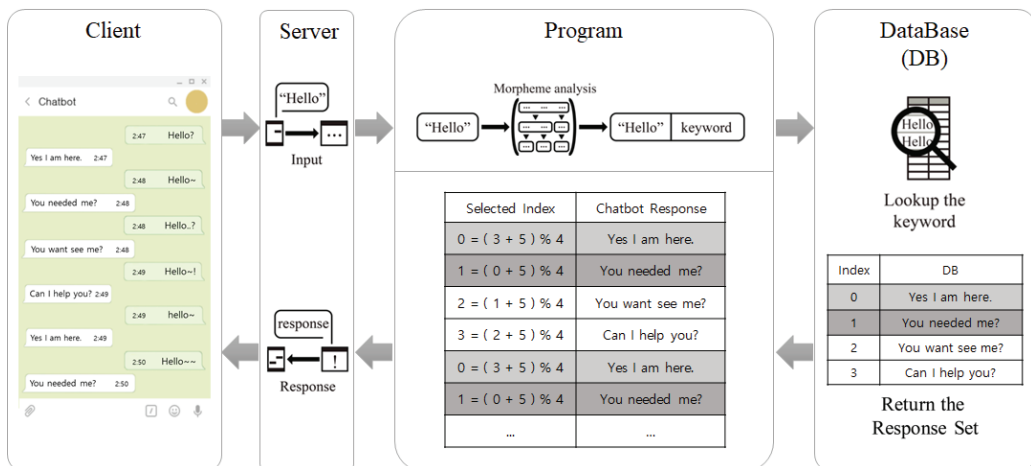 Client
Chatbot
2:47 Hello?
Yes I am here. 2:47
2:48 Hello~
You needed me? 2:48
2:48 Hello..?
You want see me? 2:48
2:49 Hello~!
Can I help you? 2:49
2:49 hello~
Yes I am here. 2:49
2:50 Hello~~
You needed me? 2:50
Server
“Hello”
...
Input
response
!
Response
Program
Morpheme analysis
“Hello”
... ... ...
... ... ...
... ... ...
“Hello” keyword
Selected Index Chatbot Response
0 = ( 3 + 5 ) % 4 Yes I am here.
1 = ( 0 + 5 ) % 4 You needed me?
2 = ( 1 + 5 ) % 4 You want see me?
3 = ( 2 + 5 ) % 4 Can I help you?
0 = ( 3 + 5 ) % 4 Yes I am here.
1 = ( 0 + 5 ) % 4 You needed me?
... ...
DataBase
(DB)
Hello
Hello
Lookup the
keyword
Index DB
0 Yes I am here.
1 You needed me?
2 You want see me?
3 Can I help you?
Return the
Response Set